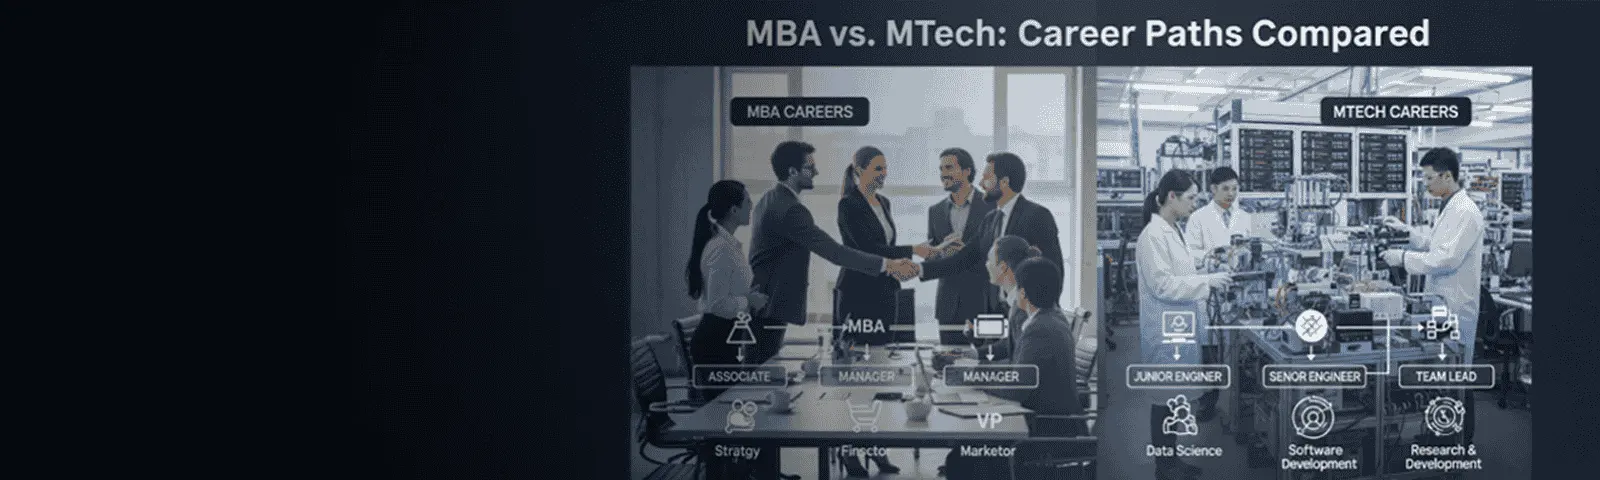 MBA vs. MTech: Career Paths Compared
MBA CAREERS
MBA
ASSOCIATE
MANAGER
MANAGER
VP
Stratgy
Finsctor
Marketor
MTECH CAREERS
JUNIOR ENGINER
SENOR ENGINEER
TEAM LEAD
Data Science
Software
Development
Research &
Development